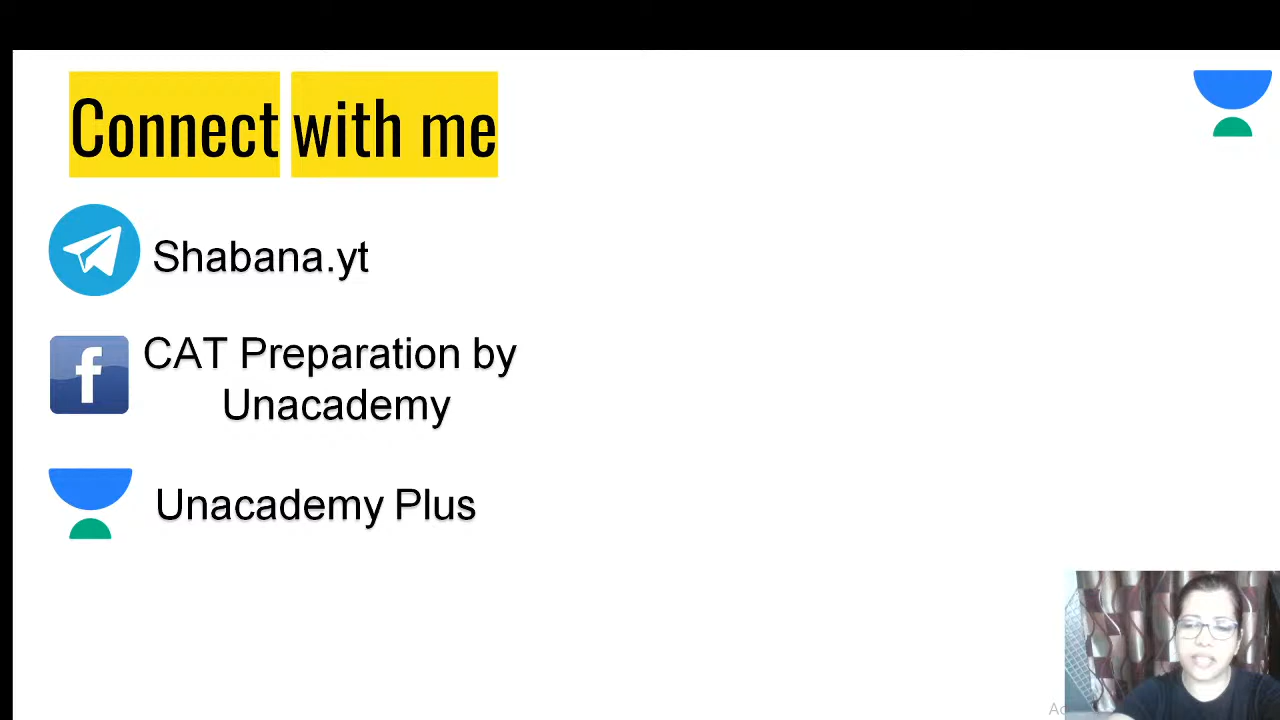 Connect with me
Shabana.yt
CAT Preparation by
Unacademy
Unacademy Plus